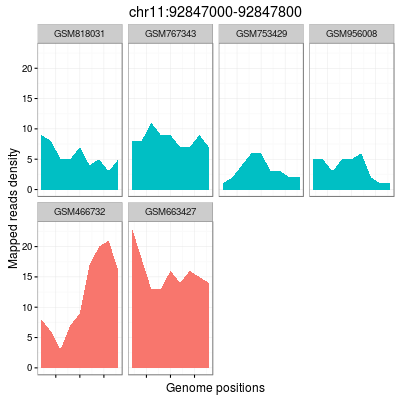 chr11:92847000-92847800
GSM818031 GSM767343 GSM753429 GSM956008
20
15
10
5
0
GSM466732 GSM663427
20
15
10
5
0
Mapped reads density
Genome positions